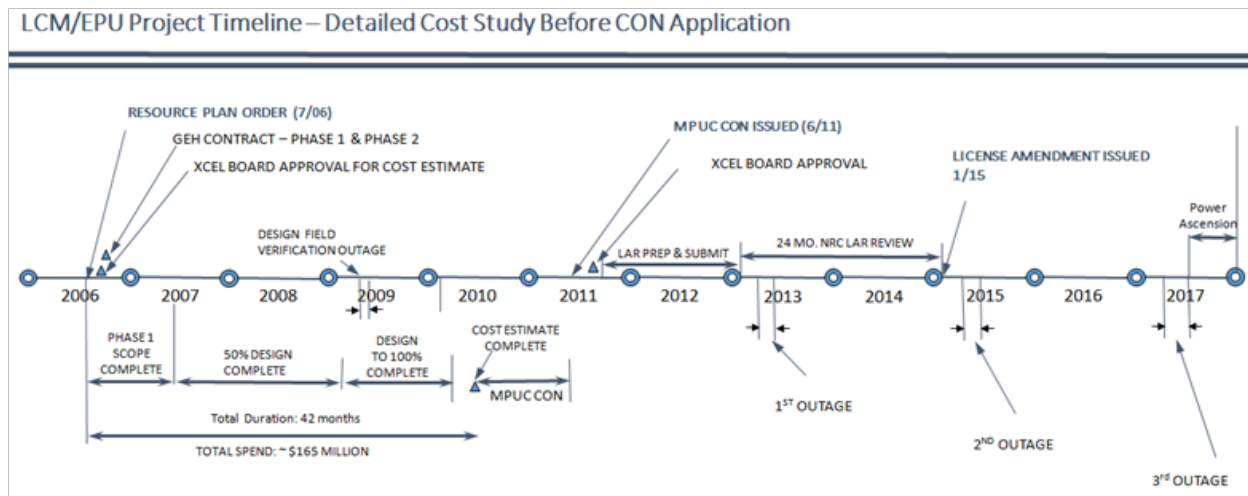 LCM/EPU Project Timeline – Detailed Cost Study Before CON Application
RESOURCE PLAN ORDER (7/06)
GEH CONTRACT – PHASE 1 & PHASE 2
XCEL BOARD APPROVAL FOR COST ESTIMATE
MPUC CON ISSUED (6/11)
XCEL BOARD APPROVAL
LICENSE AMENDMENT ISSUED
1/15
Power
Ascension
DESIGN FIELD
VERIFICATION OUTAGE
LAR PREP & SUBMIT
24 MO. NRC LAR REVIEW
2006 2007 2008 2009 2010 2011 2012 2013 2014 2015 2016 2017
PHASE 1
SCOPE
COMPLETE
50% DESIGN
COMPLETE
DESIGN
TO 100%
COMPLETE
COST ESTIMATE
COMPLETE
MPUC CON
1ST OUTAGE
2ND OUTAGE
3rd OUTAGE
Total Duration: 42 months
TOTAL SPEND: ~ $165 MILLION